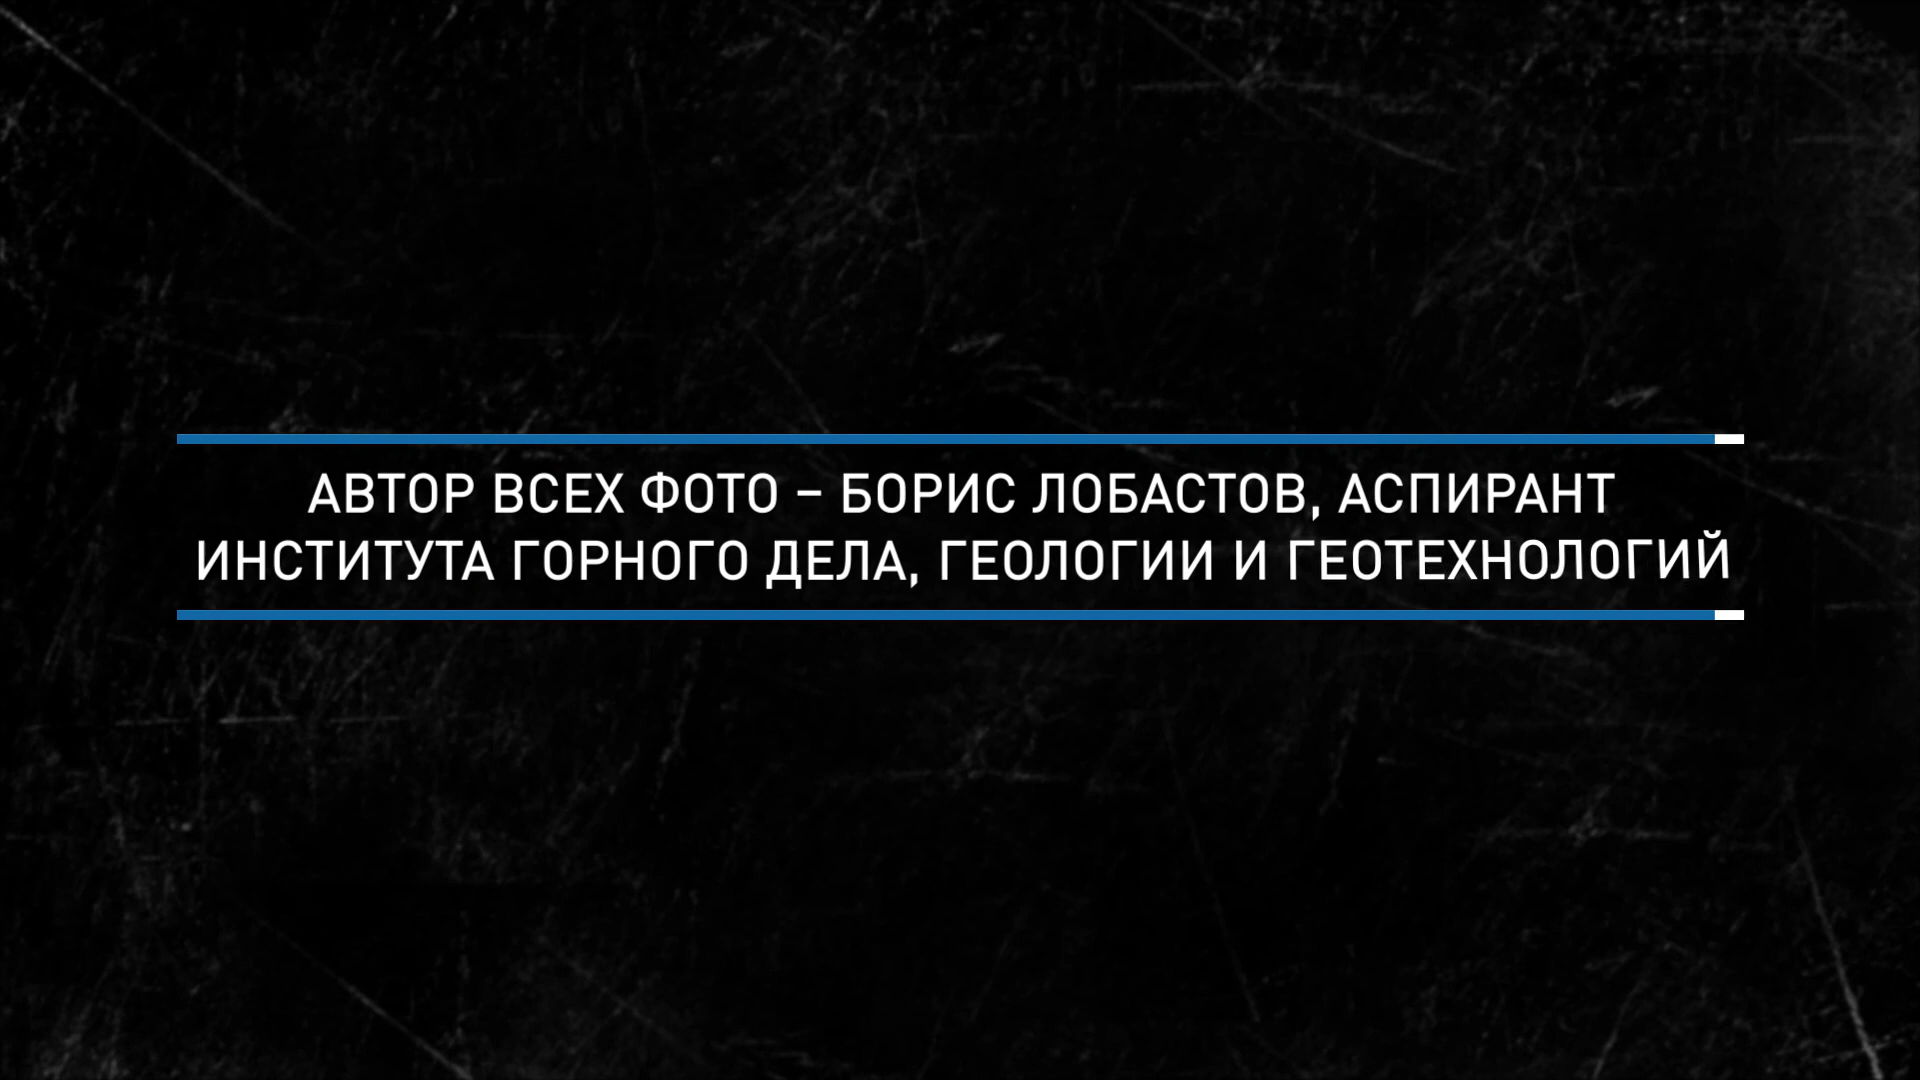 АВТОР ВСЕХ ФОТО – БОРИС ЛОБАСТОВ, АСПИРАНТ
ИНСТИТУТА ГОРНОГО ДЕЛА, ГЕОЛОГИИ И ГЕОТЕХНОЛОГИЙ